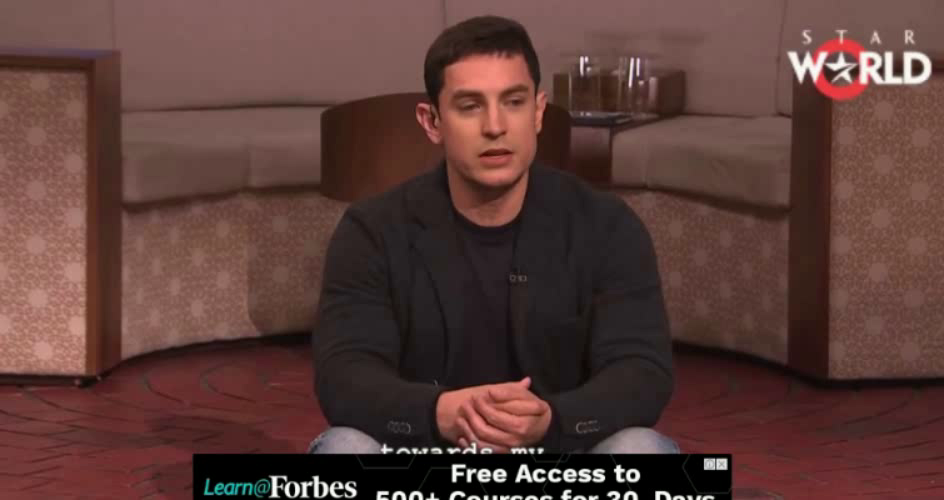 STAR
WORLD
towards my
Learn@Forbes
Free Access to
500+ Courses for 30 Days